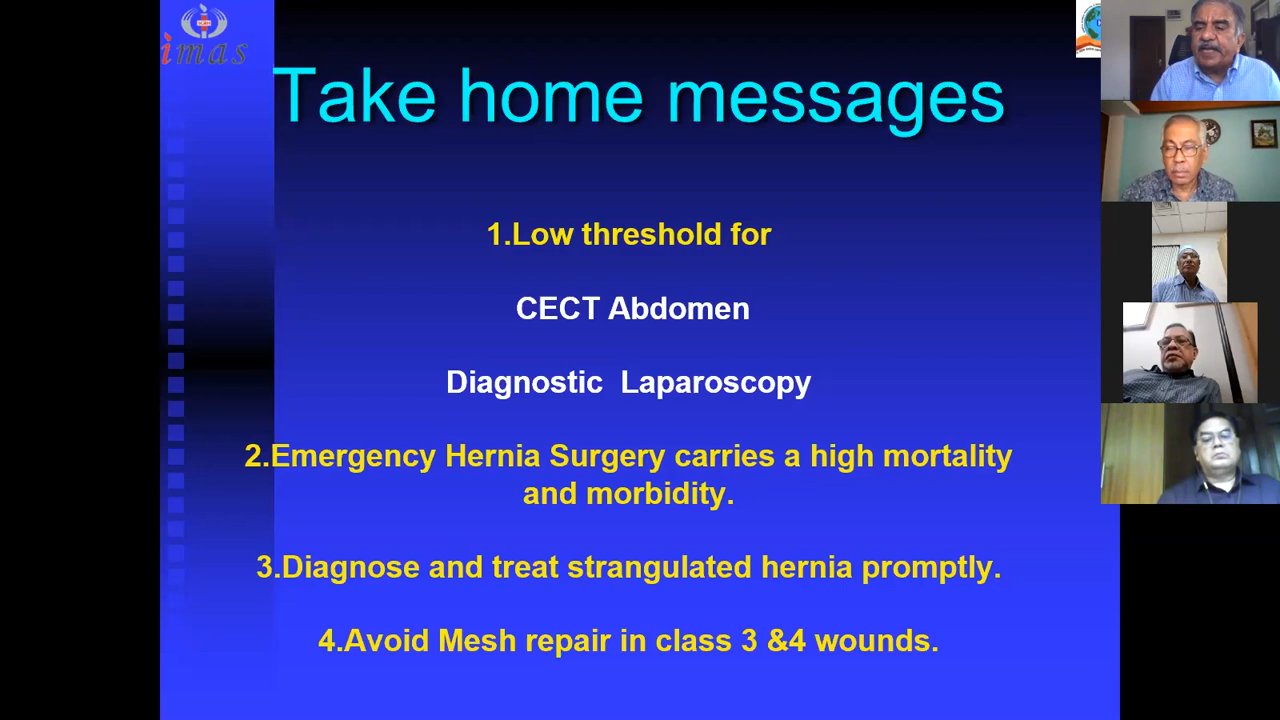 imas
Take home messages
1.Low threshold for
CECT Abdomen
Diagnostic  Laparoscopy
2.Emergency Hernia Surgery carries a high mortality
and morbidity.
3.Diagnose and treat strangulated hernia promptly.
4.Avoid Mesh repair in class 3 &4 wounds.